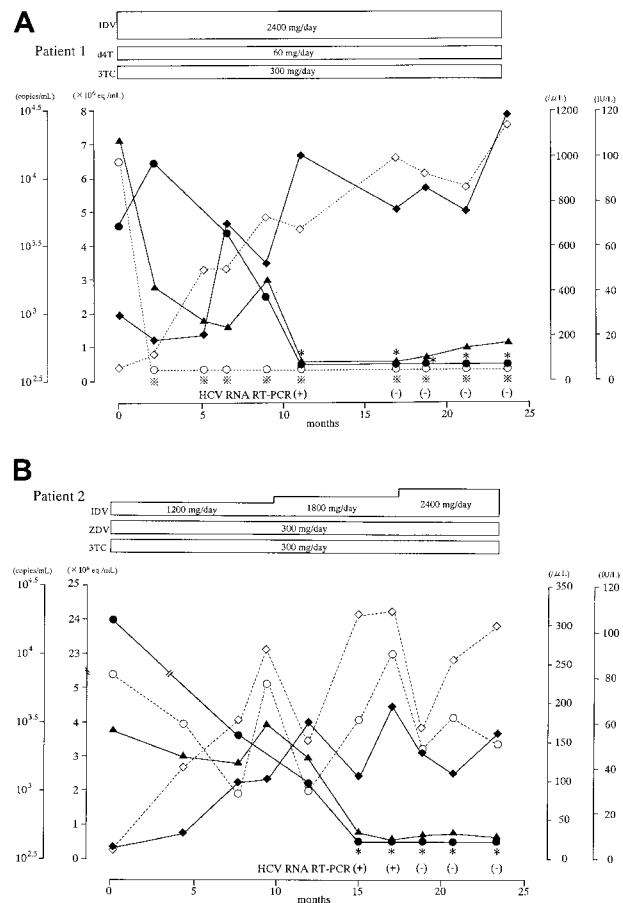 A
Patient 1
IDV 2400 mg/day
d4T 60 mg/day
3TC 300 mg/day
(copies/mL) (×10⁶ eq /mL) (/μL) (IU/L)
10^4.5 8 1200 120
7
10^4 6 1000 100
10^3.5 5 800 80
4 600 60
10^3 3 400 40
2
1 200 20
10^2.5 0 0 0
* * * * *
※ ※ ※ ※ ※ ※ ※ ※ ※
HCV RNA RT-PCR (+) (-) (-) (-) (-)
0 5 10 15 20 25
months
B
Patient 2
IDV 1200 mg/day 1800 mg/day 2400 mg/day
ZDV 300 mg/day
3TC 300 mg/day
(copies/mL) (×10⁶ eq /mL) (/μL) (IU/L)
10^4.5 25 350 120
24 300 100
10^4 23 250 80
10^3.5 5 200 60
4 150
10^3 3 100 40
2
1 50 20
10^2.5 0 0 0
* * * * *
HCV RNA RT-PCR (+) (+) (-) (-) (-)
0 5 10 15 20 25
months